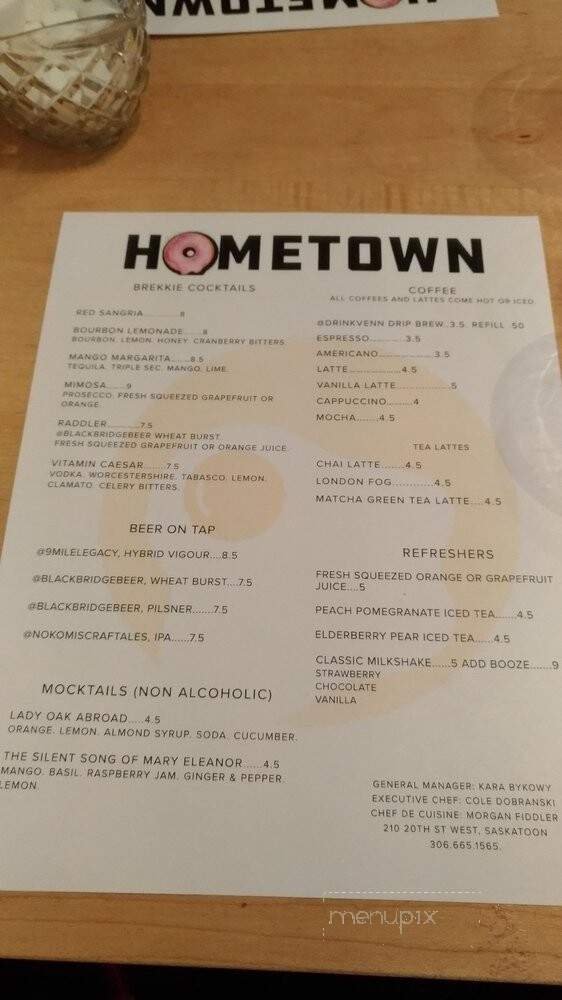 HOMETOWN
HOMETOWN
BREKKIE COCKTAILS
RED SANGRIA............8
BOURBON LEMONADE......8
BOURBON. LEMON. HONEY. CRANBERRY BITTERS.
MANGO MARGARITA......8.5
TEQUILA. TRIPLE SEC. MANGO. LIME.
MIMOSA......9
PROSECCO. FRESH SQUEEZED GRAPEFRUIT OR
ORANGE.
RADDLER...........7.5
@BLACKBRIDGEBEER WHEAT BURST.
FRESH SQUEEZED GRAPEFRUIT OR ORANGE JUICE.
VITAMIN CAESAR.......7.5
VODKA. WORCESTERSHIRE. TABASCO. LEMON.
CLAMATO. CELERY BITTERS.
BEER ON TAP
@9MILELEGACY, HYBRID VIGOUR....8.5
@BLACKBRIDGEBEER, WHEAT BURST....7.5
@BLACKBRIDGEBEER, PILSNER.......7.5
@NOKOMISCRAFTALES, IPA......7.5
MOCKTAILS (NON ALCOHOLIC)
LADY OAK ABROAD.....4.5
ORANGE. LEMON. ALMOND SYRUP. SODA. CUCUMBER.
THE SILENT SONG OF MARY ELEANOR......4.5
MANGO. BASIL. RASPBERRY JAM. GINGER & PEPPER.
LEMON.
COFFEE
ALL COFFEES AND LATTES COME HOT OR ICED.
@DRINKVENN DRIP BREW..3.5. REFILL .50
ESPRESSO............3.5
AMERICANO....................3.5
LATTE...................4.5
VANILLA LATTE...................5
CAPPUCCINO.........4
MOCHA.......4.5
TEA LATTES
CHAI LATTE........4.5
LONDON FOG.............4.5
MATCHA GREEN TEA LATTE....4.5
REFRESHERS
FRESH SQUEEZED ORANGE OR GRAPEFRUIT
JUICE....5
PEACH POMEGRANATE ICED TEA.......4.5
ELDERBERRY PEAR ICED TEA......4.5
CLASSIC MILKSHAKE......5 ADD BOOZE.......9
STRAWBERRY
CHOCOLATE
VANILLA
GENERAL MANAGER: KARA BYKOWY
EXECUTIVE CHEF: COLE DOBRANSKI
CHEF DE CUISINE: MORGAN FIDDLER
210 20TH ST WEST, SASKATOON
306.665.1565.
menupix